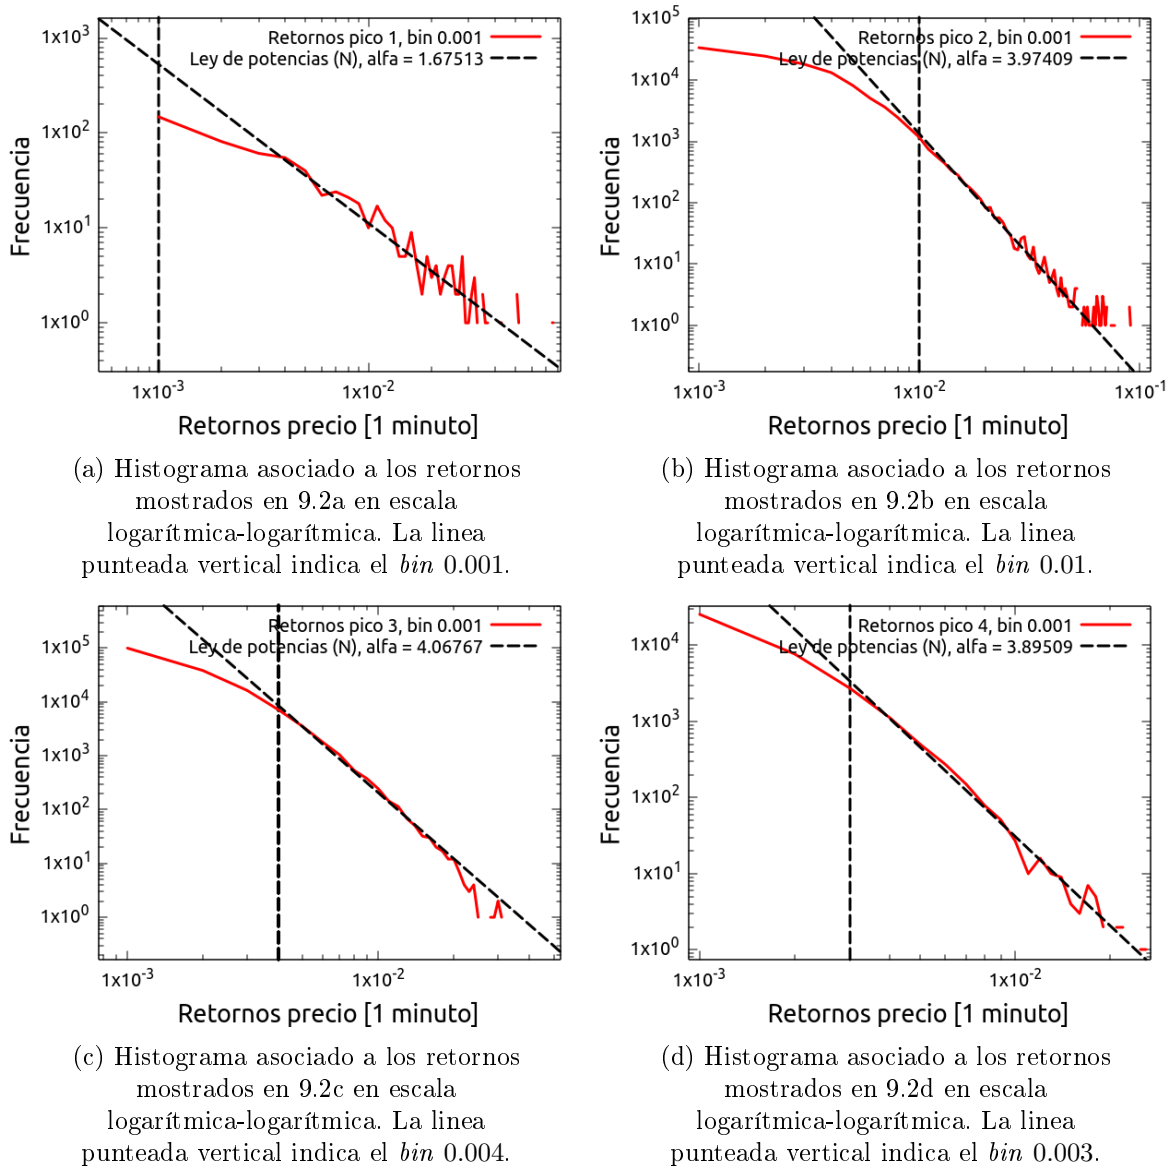 Retornos pico 1, bin 0.001
Ley de potencias (N), alfa = 1.67513
1x10^3
1x10^2
1x10^1
1x10^0
Frecuencia
1x10^-3
1x10^-2
Retornos precio [1 minuto]
(a) Histograma asociado a los retornos
mostrados en 9.2a en escala
logarítmica-logarítmica. La linea
punteada vertical indica el bin 0.001.
Retornos pico 2, bin 0.001
Ley de potencias (N), alfa = 3.97409
1x10^5
1x10^4
1x10^3
1x10^2
1x10^1
1x10^0
Frecuencia
1x10^-3
1x10^-2
1x10^-1
Retornos precio [1 minuto]
(b) Histograma asociado a los retornos
mostrados en 9.2b en escala
logarítmica-logarítmica. La linea
punteada vertical indica el bin 0.01.
Retornos pico 3, bin 0.001
Ley de potencias (N), alfa = 4.06767
1x10^5
1x10^4
1x10^3
1x10^2
1x10^1
1x10^0
Frecuencia
1x10^-3
1x10^-2
Retornos precio [1 minuto]
(c) Histograma asociado a los retornos
mostrados en 9.2c en escala
logarítmica-logarítmica. La linea
punteada vertical indica el bin 0.004.
Retornos pico 4, bin 0.001
Ley de potencias (N), alfa = 3.89509
1x10^4
1x10^3
1x10^2
1x10^1
1x10^0
Frecuencia
1x10^-3
1x10^-2
Retornos precio [1 minuto]
(d) Histograma asociado a los retornos
mostrados en 9.2d en escala
logarítmica-logarítmica. La linea
punteada vertical indica el bin 0.003.